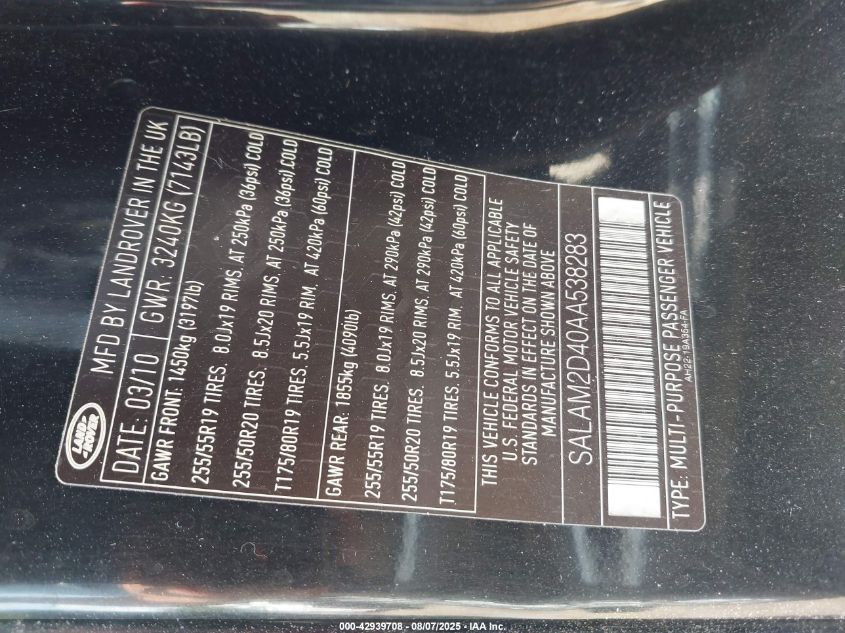 LAND-
-ROVER
MFD BY LANDROVER IN THE UK
DATE: 03/10 GWR: 3240KG (7143LB)
GAWR FRONT: 1450kg (3197lb)
255/55R19 TIRES. 8.0Jx19 RIMS. AT 250kPa (36psi) COLD
255/50R20 TIRES. 8.5Jx20 RIMS. AT 250kPa (36psi) COLD
T175/80R19 TIRES. 5.5Jx19 RIM. AT 420kPa (60psi) COLD
GAWR REAR: 1855kg (4090lb)
255/55R19 TIRES. 8.0Jx19 RIMS. AT 290kPa (42psi) COLD
255/50R20 TIRES. 8.5Jx20 RIMS. AT 290kPa (42psi) COLD
T175/80R19 TIRES. 5.5Jx19 RIM. AT 420kPa (60psi) COLD
THIS VEHICLE CONFORMS TO ALL APPLICABLE
U.S. FEDERAL MOTOR VEHICLE SAFETY
STANDARDS IN EFFECT ON THE DATE OF
MANUFACTURE SHOWN ABOVE
SALAM2D40AA538283
TYPE: MULTI-PURPOSE PASSENGER VEHICLE
AH22-19A364-FA
000-42939708 - 08/07/2025 - IAA Inc.